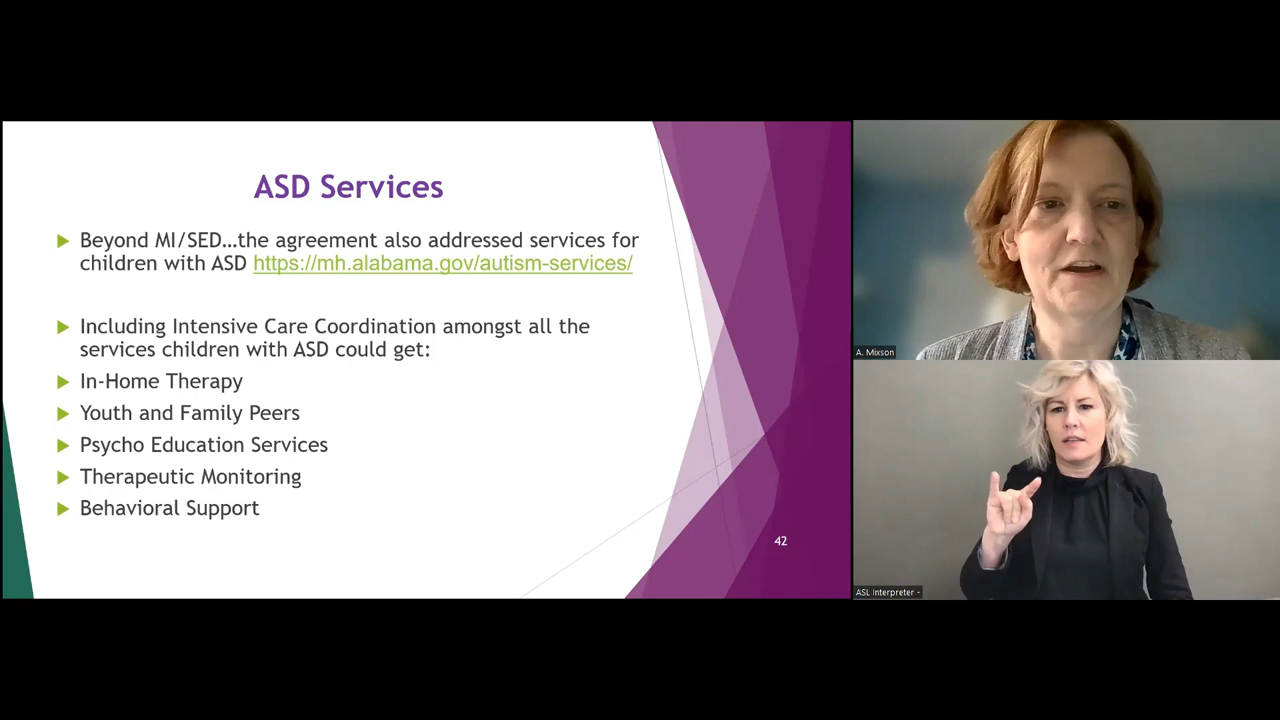 ASD Services
Beyond MI/SED…the agreement also addressed services for
children with ASD https://mh.alabama.gov/autism-services/
Including Intensive Care Coordination amongst all the
services children with ASD could get:
In-Home Therapy
Youth and Family Peers
Psycho Education Services
Therapeutic Monitoring
Behavioral Support
42
A. Mixson
ASL Interpreter -